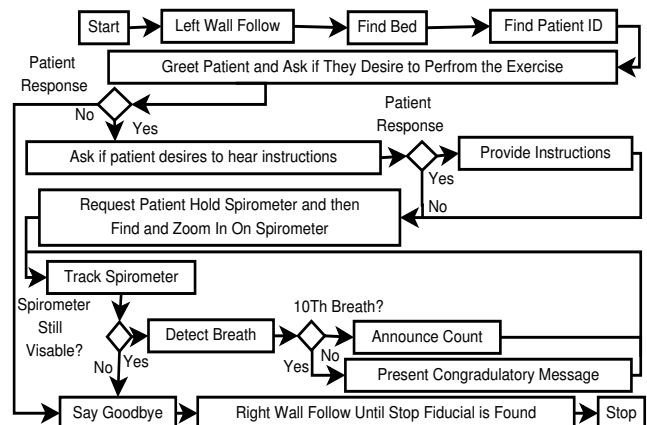 Start
Left Wall Follow
Find Bed
Find Patient ID
Patient
Response
Greet Patient and Ask if They Desire to Perfrom the Exercise
No
Yes
Patient
Response
Ask if patient desires to hear instructions
Provide Instructions
Yes
No
Request Patient Hold Spirometer and then
Find and Zoom In On Spirometer
Track Spirometer
Spirometer
Still
Visable?
10Th Breath?
Detect Breath
Announce Count
No
Yes
No
Yes
Present Congradulatory Message
Say Goodbye
Right Wall Follow Until Stop Fiducial is Found
Stop